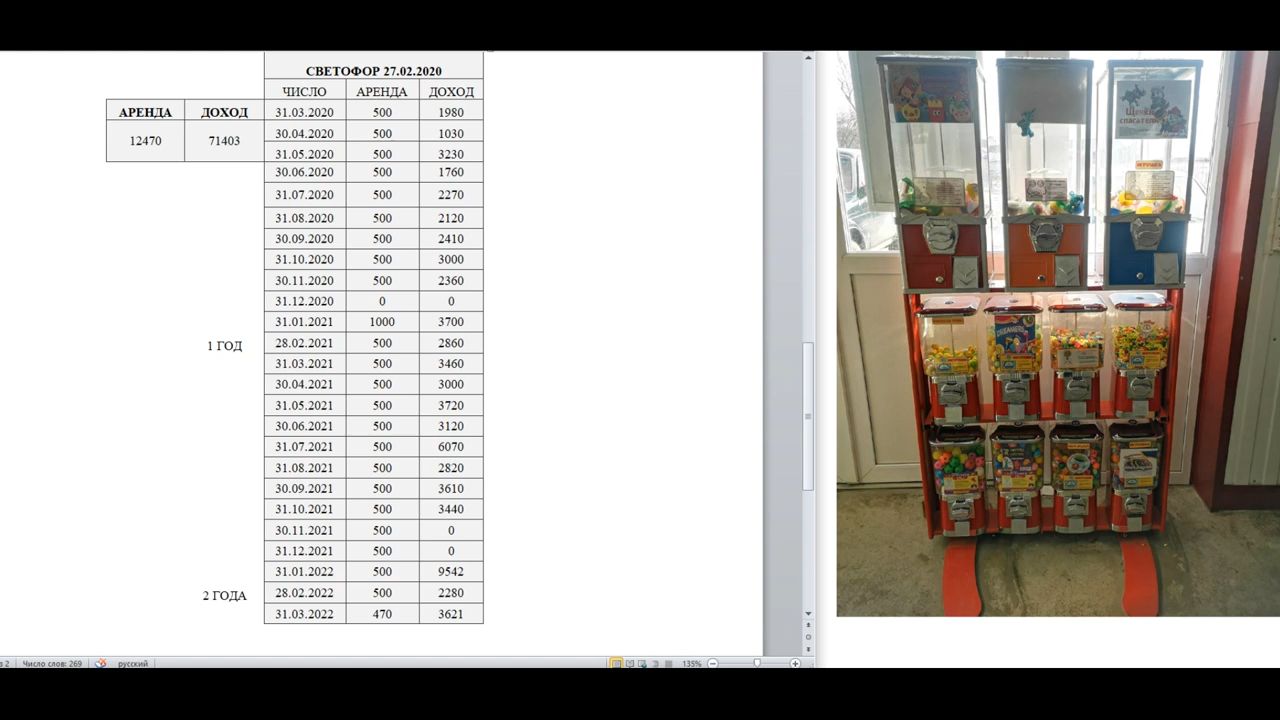 СВЕТОФОР 27.02.2020
ЧИСЛО АРЕНДА ДОХОД
АРЕНДА ДОХОД 31.03.2020 500 1980
12470 71403 30.04.2020 500 1030
31.05.2020 500 3230
30.06.2020 500 1760
31.07.2020 500 2270
31.08.2020 500 2120
30.09.2020 500 2410
31.10.2020 500 3000
30.11.2020 500 2360
31.12.2020 0 0
31.01.2021 1000 3700
1 ГОД 28.02.2021 500 2860
31.03.2021 500 3460
30.04.2021 500 3000
31.05.2021 500 3720
30.06.2021 500 3120
31.07.2021 500 6070
31.08.2021 500 2820
30.09.2021 500 3610
31.10.2021 500 3440
30.11.2021 500 0
31.12.2021 500 0
31.01.2022 500 9542
2 ГОДА 28.02.2022 500 2280
31.03.2022 470 3621
Число слов: 269 русский 135%
Щенки
спасатели